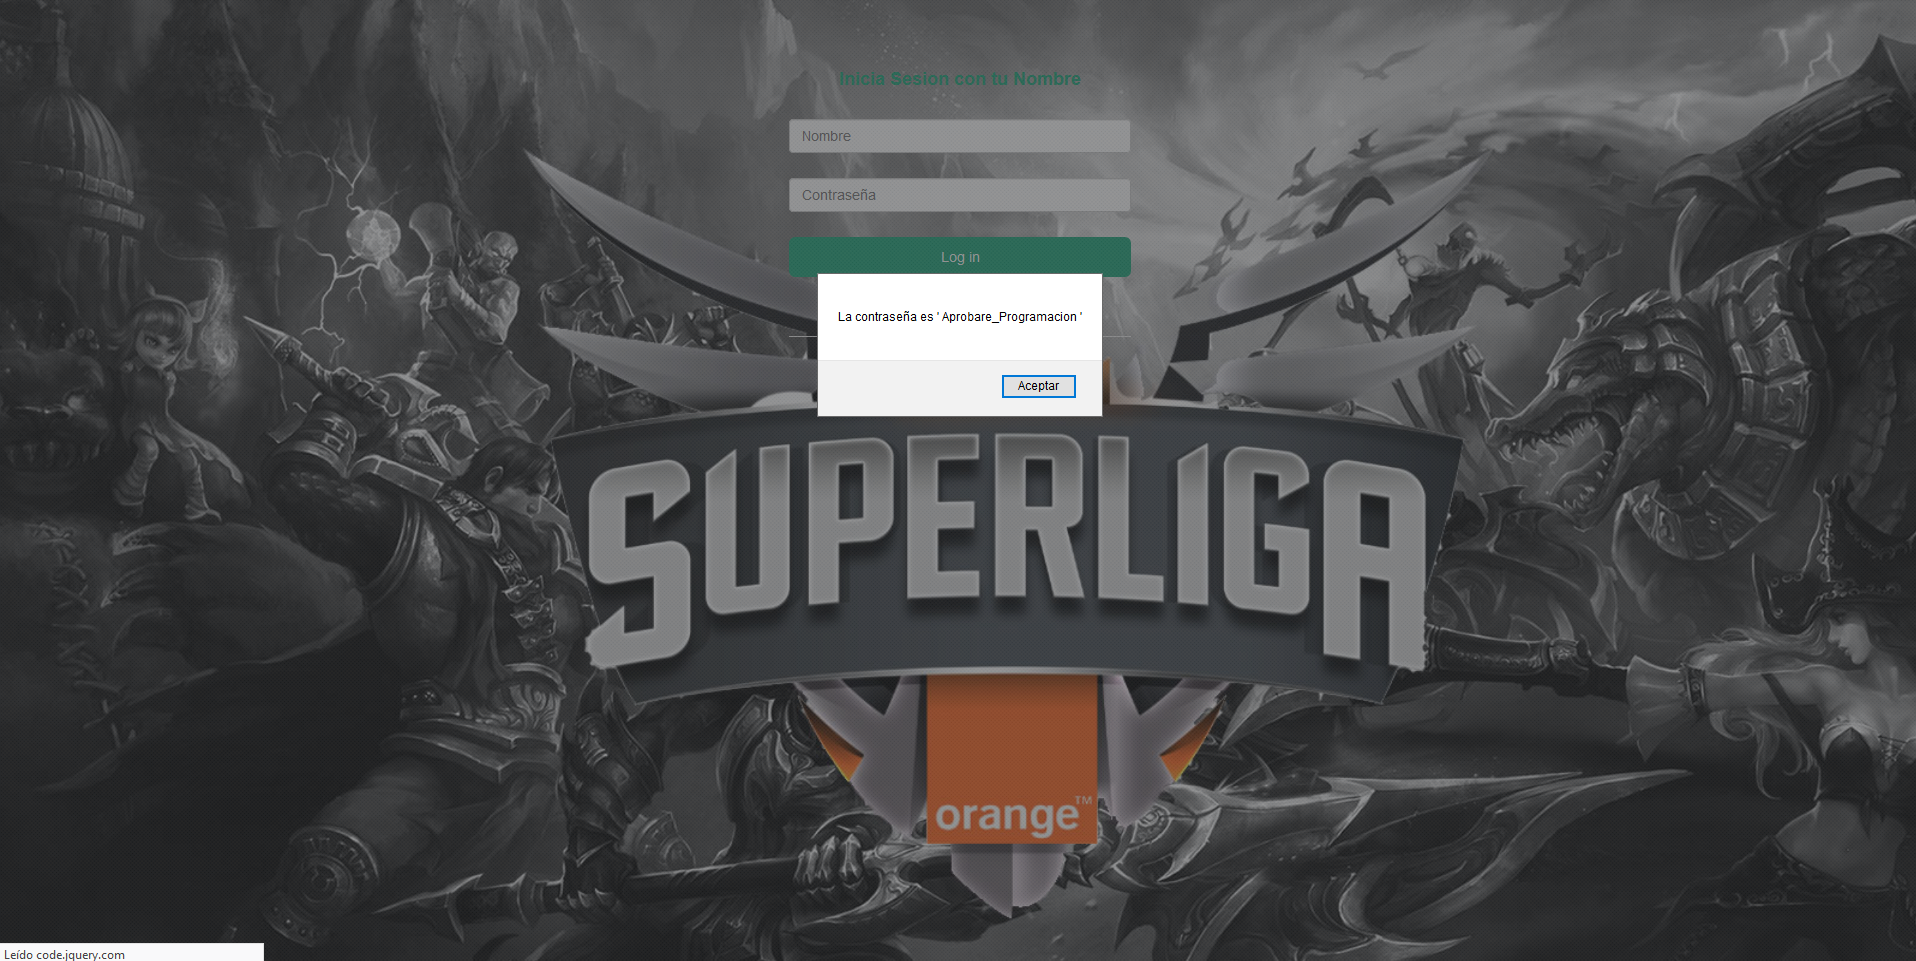 Inicia Sesion con tu Nombre
Nombre
Contraseña
Log in
La contraseña es ' Aprobare_Programacion '
Aceptar
SUPERLIGA
orange™
Leído code.jquery.com